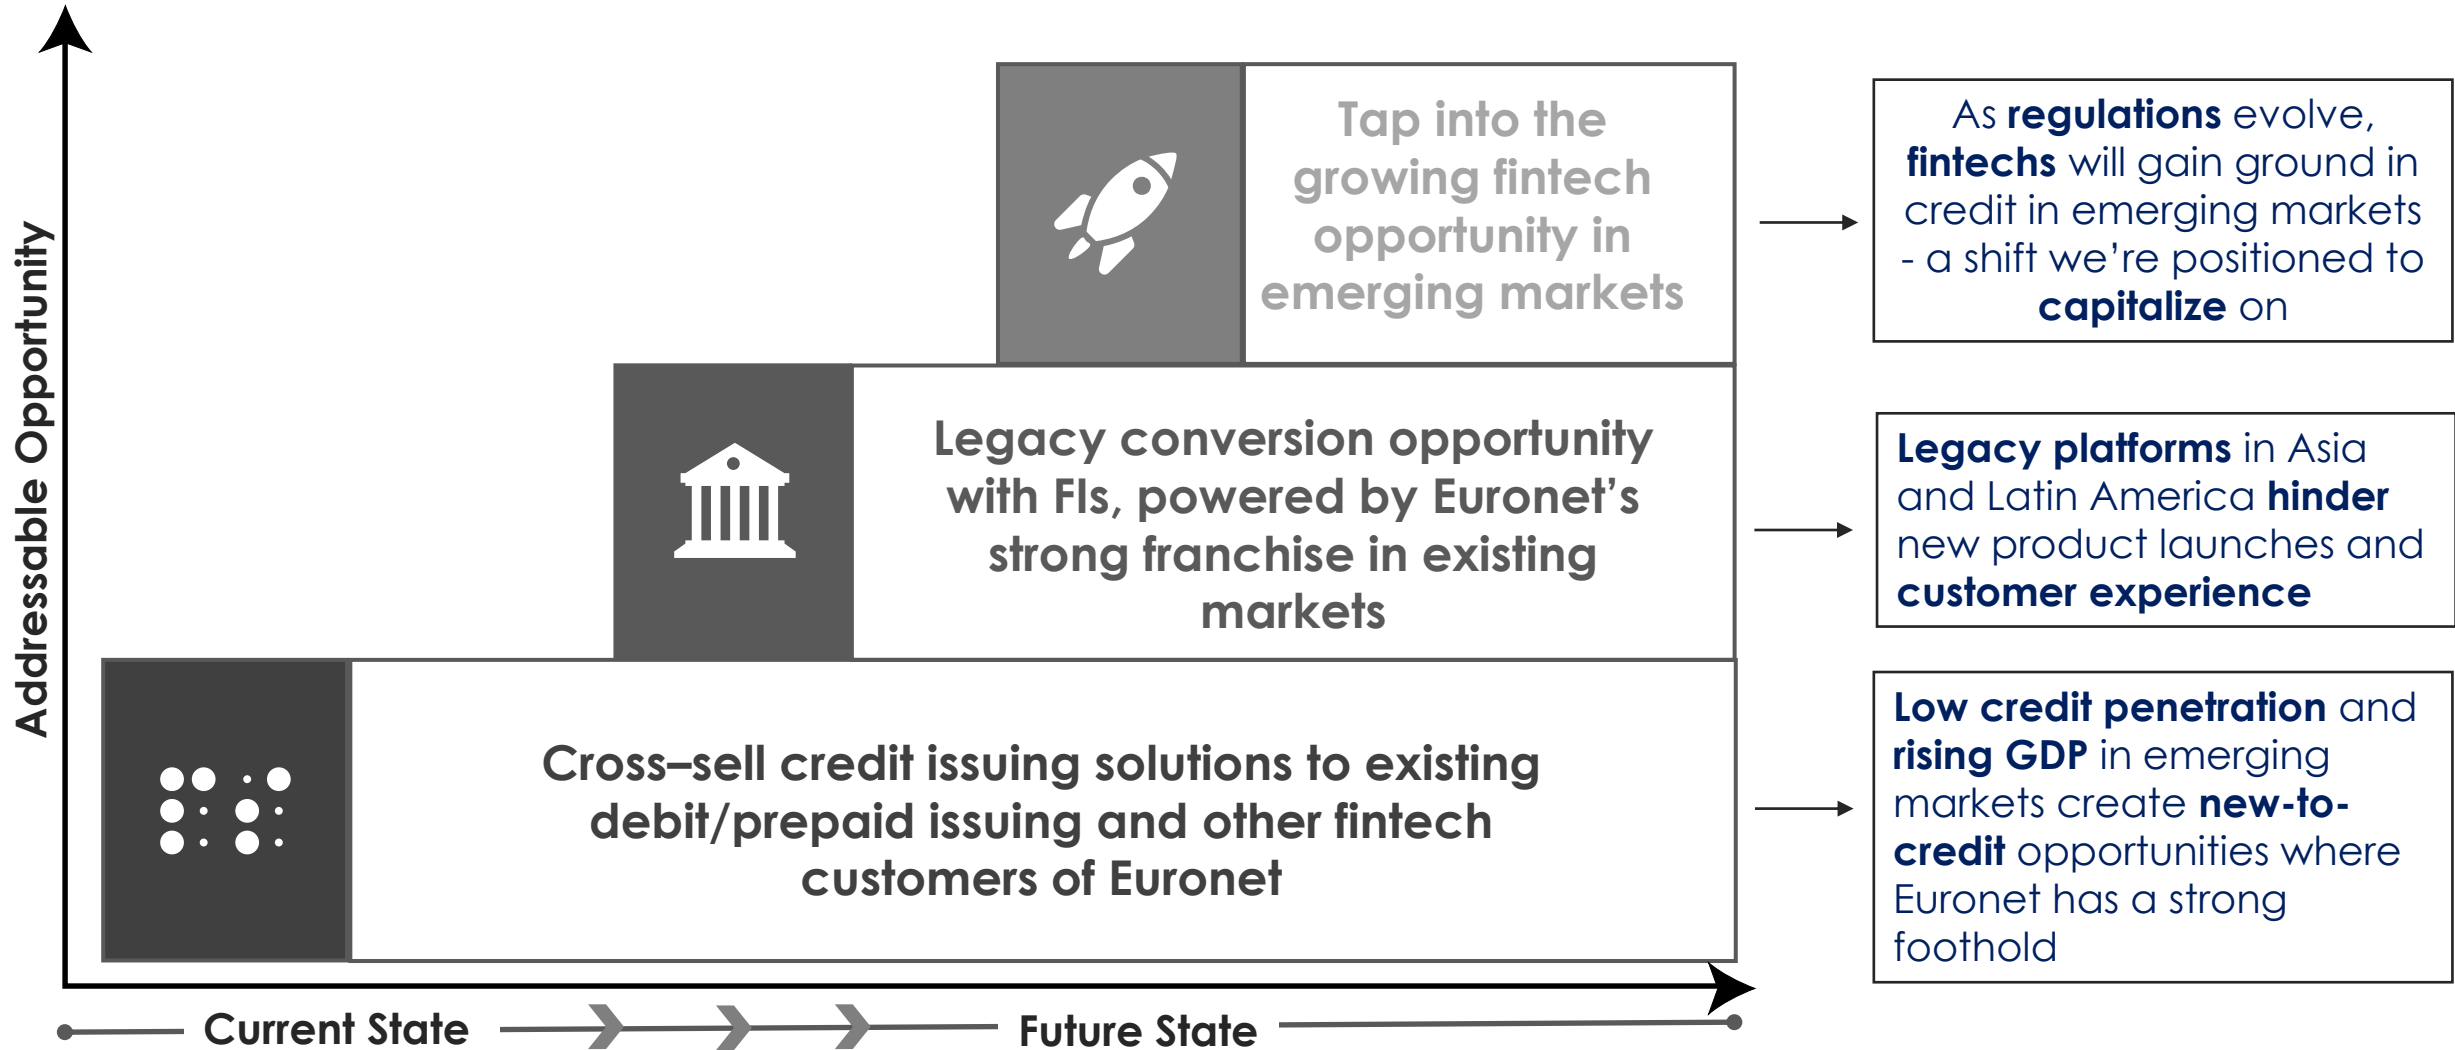 Addressable Opportunity
Tap into the
growing fintech
opportunity in
emerging markets
As regulations evolve,
fintechs will gain ground in
credit in emerging markets
- a shift we’re positioned to
capitalize on
Legacy conversion opportunity
with FIs, powered by Euronet’s
strong franchise in existing
markets
Legacy platforms in Asia
and Latin America hinder
new product launches and
customer experience
Cross–sell credit issuing solutions to existing
debit/prepaid issuing and other fintech
customers of Euronet
Low credit penetration and
rising GDP in emerging
markets create new-to-
credit opportunities where
Euronet has a strong
foothold
Current State
Future State